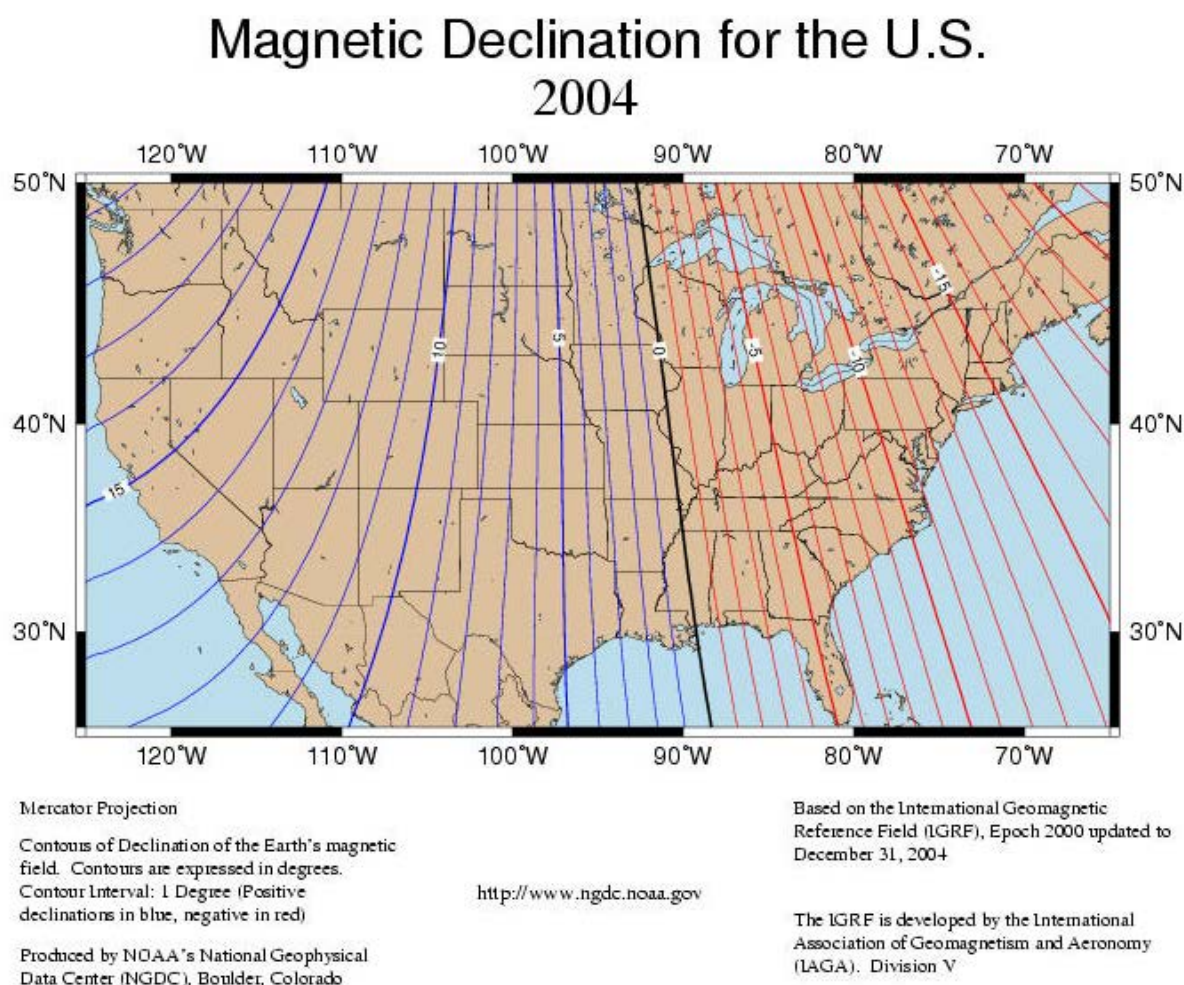 Magnetic Declination for the U.S.
2004
120°W 110°W 100°W 90°W 80°W 70°W
50°N 50°N
-15
10 5 0 -5 -10
40°N 40°N
15
30°N 30°N
120°W 110°W 100°W 90°W 80°W 70°W
Mercator Projection
Contours of Declination of the Earth's magnetic
field. Contours are expressed in degrees.
Contour Interval: 1 Degree (Positive
declinations in blue, negative in red)
Produced by NOAA's National Geophysical
Data Center (NGDC), Boulder, Colorado
http://www.ngdc.noaa.gov
Based on the International Geomagnetic
Reference Field (IGRF), Epoch 2000 updated to
December 31, 2004
The IGRF is developed by the International
Association of Geomagnetism and Aeronomy
(IAGA). Division V